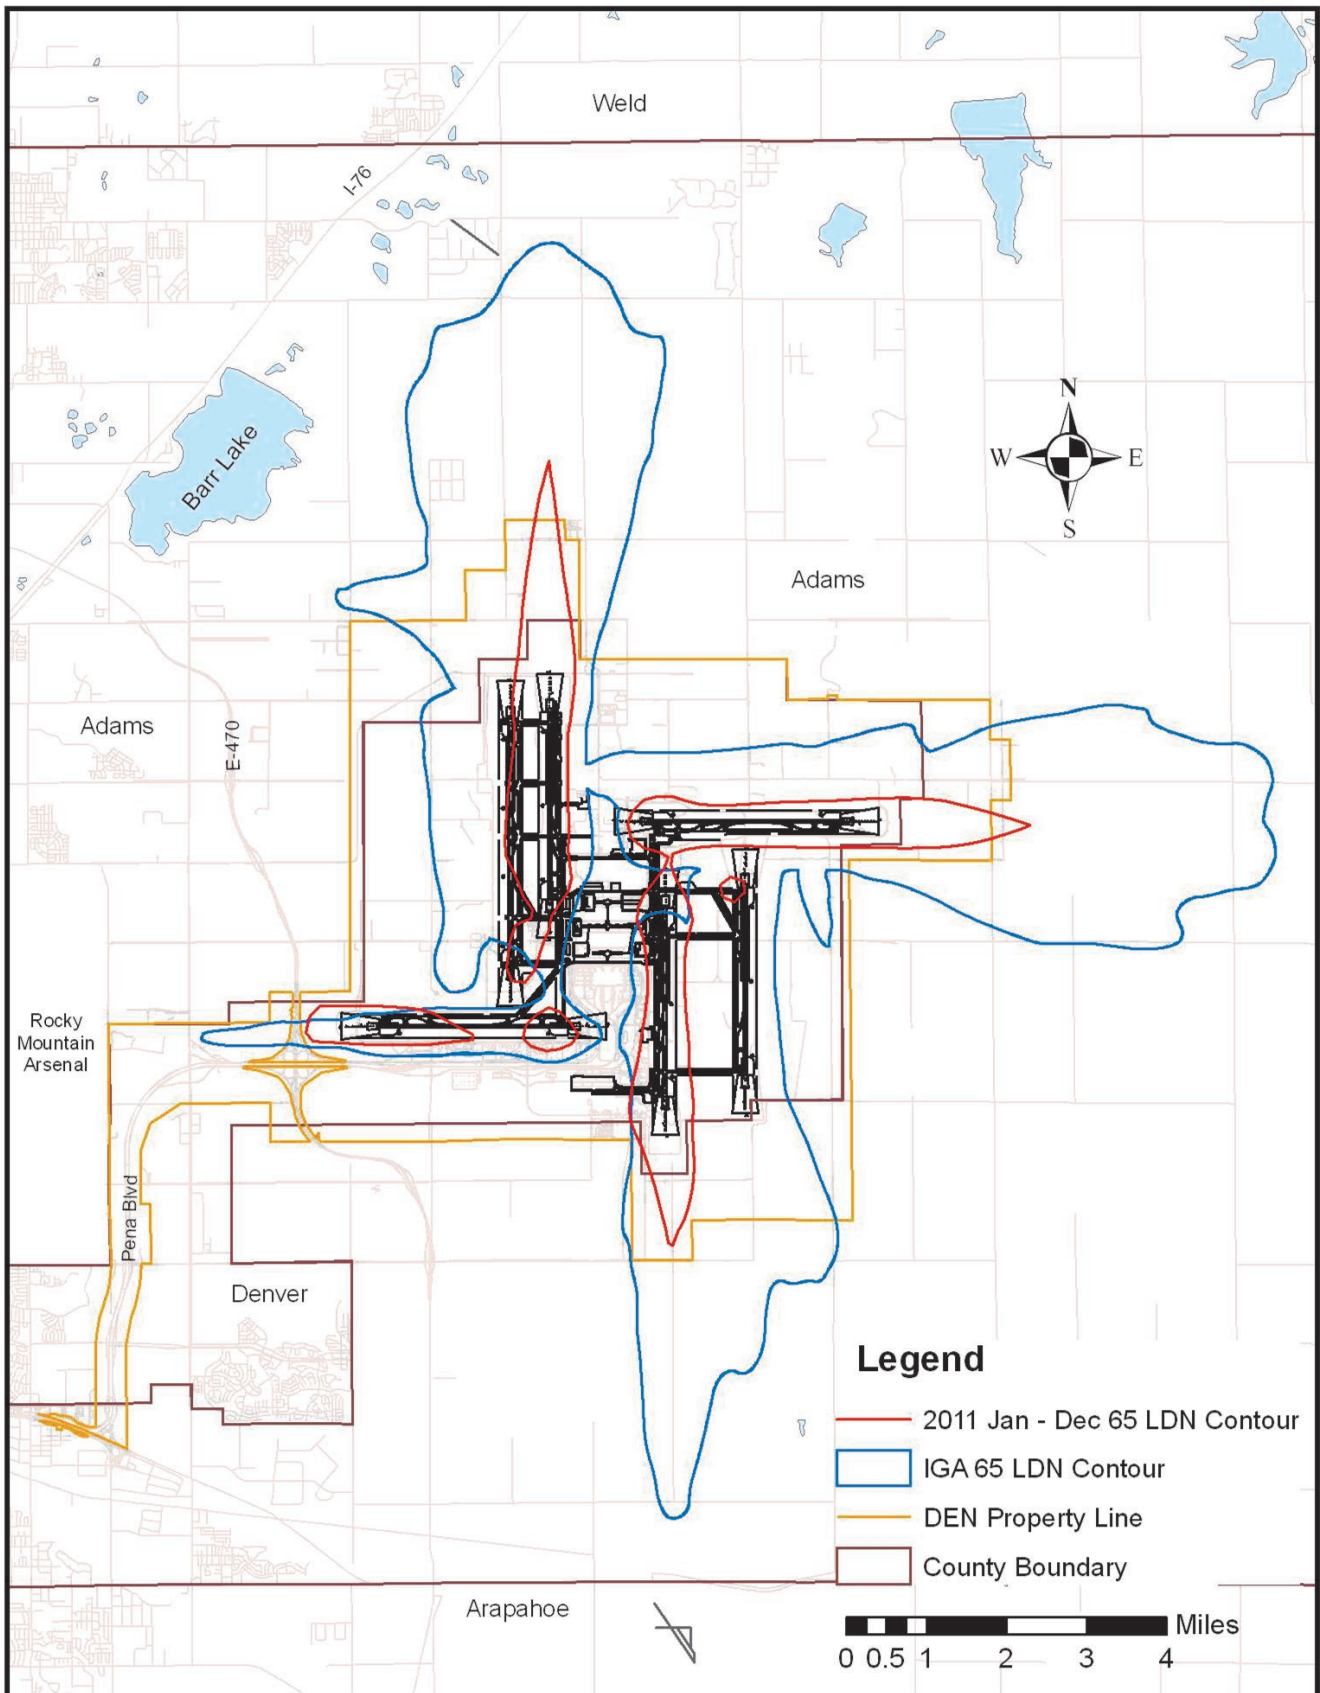 Weld
I-76
Barr Lake
N
W
E
S
Adams
Adams
E-470
Rocky
Mountain
Arsenal
Pena Blvd
Denver
Legend
2011 Jan - Dec 65 LDN Contour
IGA 65 LDN Contour
DEN Property Line
County Boundary
Arapahoe
Miles
0 0.5 1 2 3 4